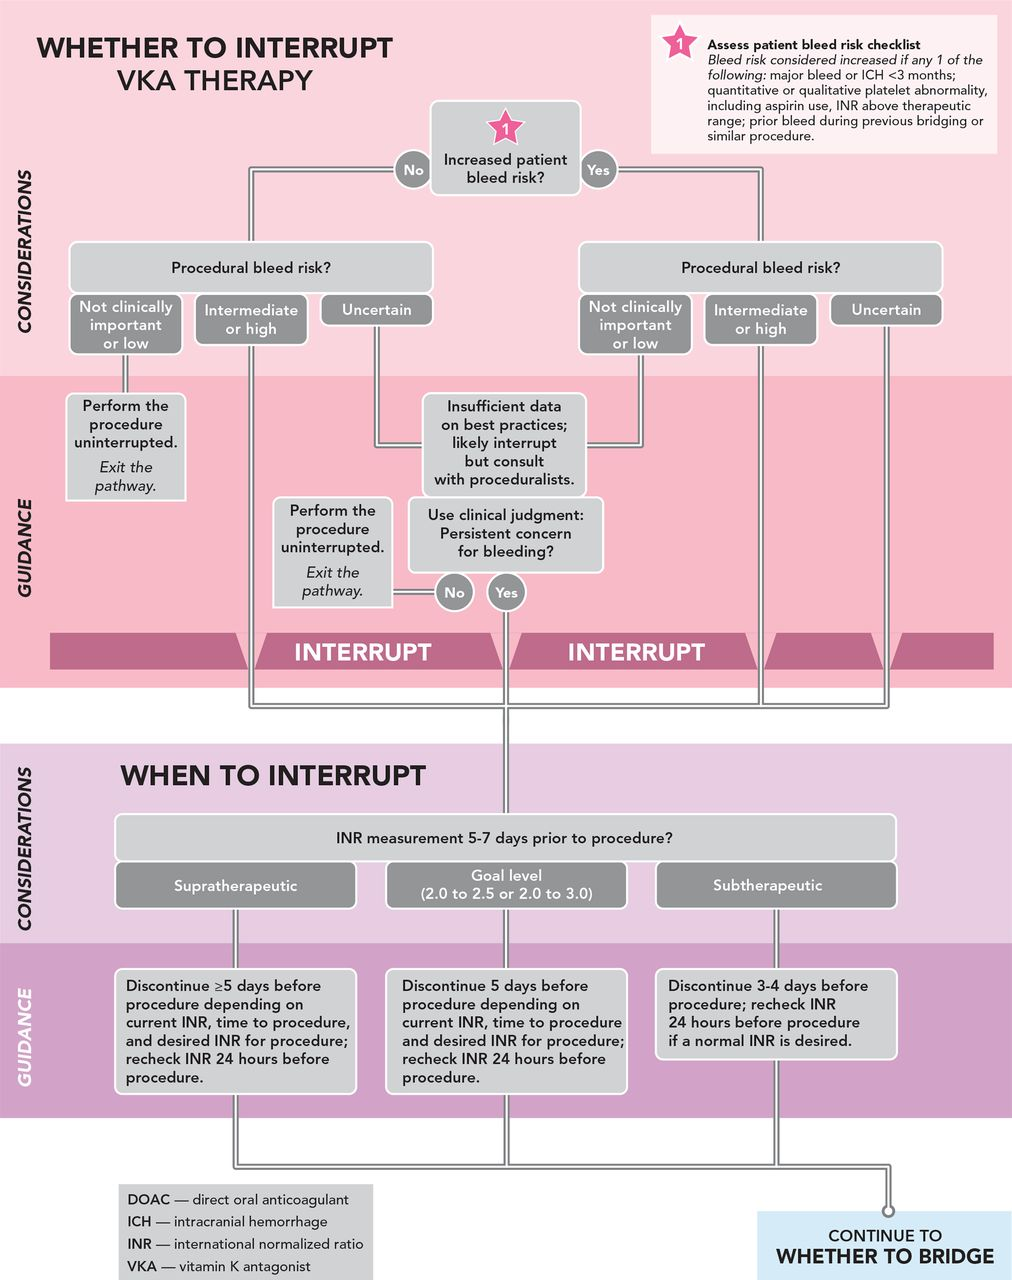 WHETHER TO INTERRUPT
VKA THERAPY
1
Assess patient bleed risk checklist
Bleed risk considered increased if any 1 of the
following: major bleed or ICH <3 months;
quantitative or qualitative platelet abnormality,
including aspirin use, INR above therapeutic
range; prior bleed during previous bridging or
similar procedure.
CONSIDERATIONS
1
Increased patient
bleed risk?
No
Yes
Procedural bleed risk?
Not clinically
important
or low
Intermediate
or high
Uncertain
Procedural bleed risk?
Not clinically
important
or low
Intermediate
or high
Uncertain
GUIDANCE
Perform the
procedure
uninterrupted.
Exit the
pathway.
Insufficient data
on best practices;
likely interrupt
but consult
with proceduralists.
Perform the
procedure
uninterrupted.
Exit the
pathway.
Use clinical judgment:
Persistent concern
for bleeding?
No
Yes
INTERRUPT
INTERRUPT
WHEN TO INTERRUPT
CONSIDERATIONS
INR measurement 5-7 days prior to procedure?
Supratherapeutic
Goal level
(2.0 to 2.5 or 2.0 to 3.0)
Subtherapeutic
GUIDANCE
Discontinue ≥5 days before
procedure depending on
current INR, time to procedure,
and desired INR for procedure;
recheck INR 24 hours before
procedure.
Discontinue 5 days before
procedure depending on
current INR, time to procedure
and desired INR for procedure;
recheck INR 24 hours before
procedure.
Discontinue 3-4 days before
procedure; recheck INR
24 hours before procedure
if a normal INR is desired.
DOAC — direct oral anticoagulant
ICH — intracranial hemorrhage
INR — international normalized ratio
VKA — vitamin K antagonist
CONTINUE TO
WHETHER TO BRIDGE